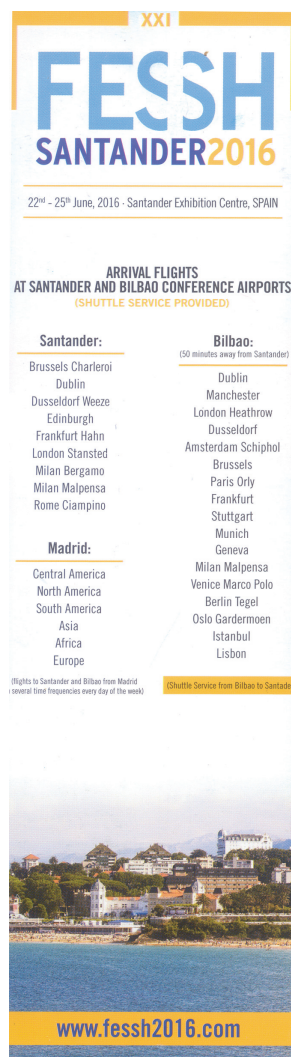 XXI
FESSH
SANTANDER2016
22nd - 25th June, 2016 · Santander Exhibition Centre, SPAIN
ARRIVAL FLIGHTS
AT SANTANDER AND BILBAO CONFERENCE AIRPORTS
(SHUTTLE SERVICE PROVIDED)
Santander:
Brussels Charleroi
Dublin
Dusseldorf Weeze
Edinburgh
Frankfurt Hahn
London Stansted
Milan Bergamo
Milan Malpensa
Rome Ciampino
Madrid:
Central America
North America
South America
Asia
Africa
Europe
(flights to Santander and Bilbao from Madrid
several time frequencies every day of the week)
Bilbao:
(50 minutes away from Santander)
Dublin
Manchester
London Heathrow
Dusseldorf
Amsterdam Schiphol
Brussels
Paris Orly
Frankfurt
Stuttgart
Munich
Geneva
Milan Malpensa
Venice Marco Polo
Berlin Tegel
Oslo Gardermoen
Istanbul
Lisbon
(Shuttle Service from Bilbao to Santade
www.fessh2016.com